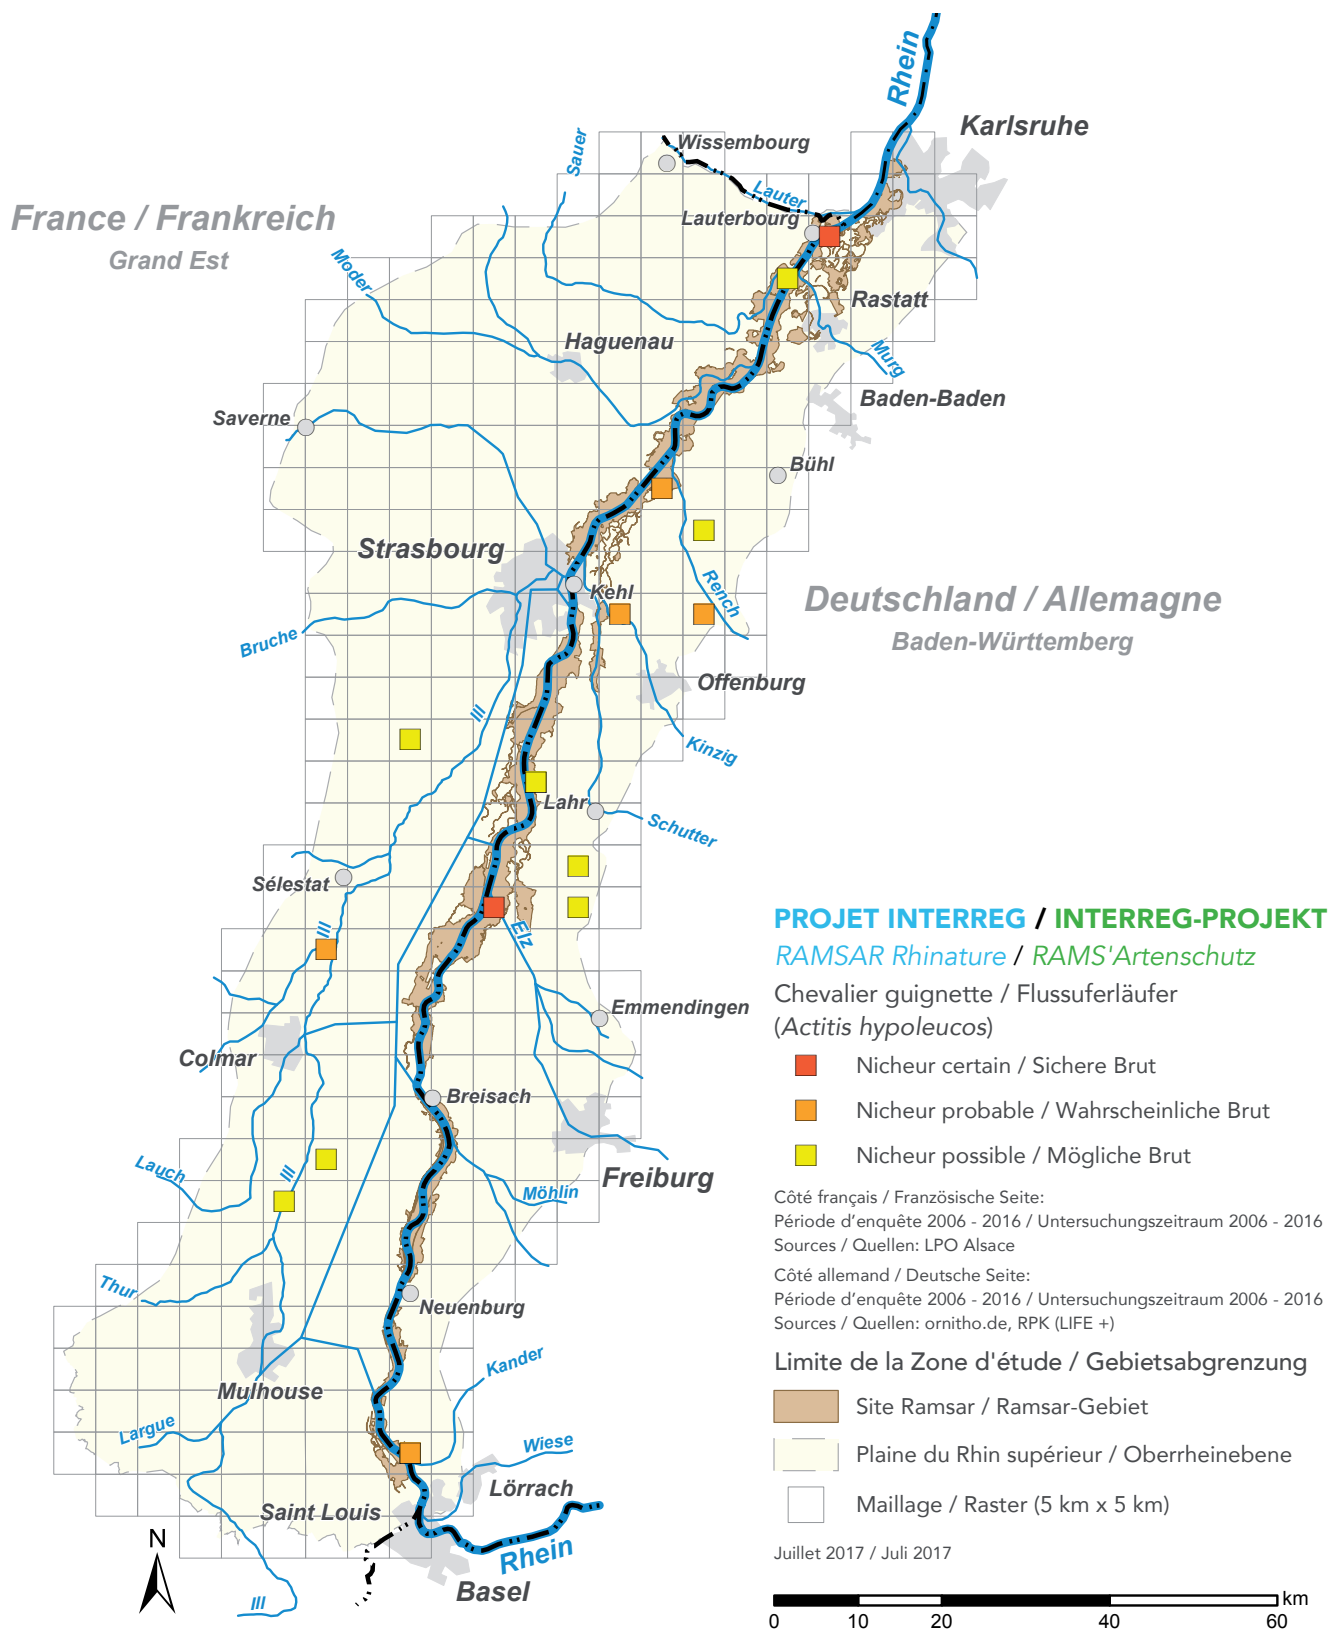 Rhein
Karlsruhe
Sauer
Wissembourg
Lauter
Lauterbourg
France / Frankreich
Grand Est
Moder
Rastatt
Haguenau
Murg
Baden-Baden
Saverne
Bühl
Strasbourg
Kehl
Rench
Deutschland / Allemagne
Baden-Württemberg
Bruche
Offenburg
Ill
Kinzig
Lahr
Schutter
Sélestat
Ill
Elz
Emmendingen
Colmar
Breisach
Lauch
Ill
Freiburg
Möhlin
Thur
Neuenburg
Kander
Mulhouse
Largue
Wiese
Lörrach
Saint Louis
Rhein
Basel
Ill
N
PROJET INTERREG / INTERREG-PROJEKT
RAMSAR Rhinature / RAMS'Artenschutz
Chevalier guignette / Flussuferläufer
(Actitis hypoleucos)
Nicheur certain / Sichere Brut
Nicheur probable / Wahrscheinliche Brut
Nicheur possible / Mögliche Brut
Côté français / Französische Seite:
Période d'enquête 2006 - 2016 / Untersuchungszeitraum 2006 - 2016
Sources / Quellen: LPO Alsace
Côté allemand / Deutsche Seite:
Période d'enquête 2006 - 2016 / Untersuchungszeitraum 2006 - 2016
Sources / Quellen: ornitho.de, RPK (LIFE +)
Limite de la Zone d'étude / Gebietsabgrenzung
Site Ramsar / Ramsar-Gebiet
Plaine du Rhin supérieur / Oberrheinebene
Maillage / Raster (5 km x 5 km)
Juillet 2017 / Juli 2017
km
0 10 20 40 60